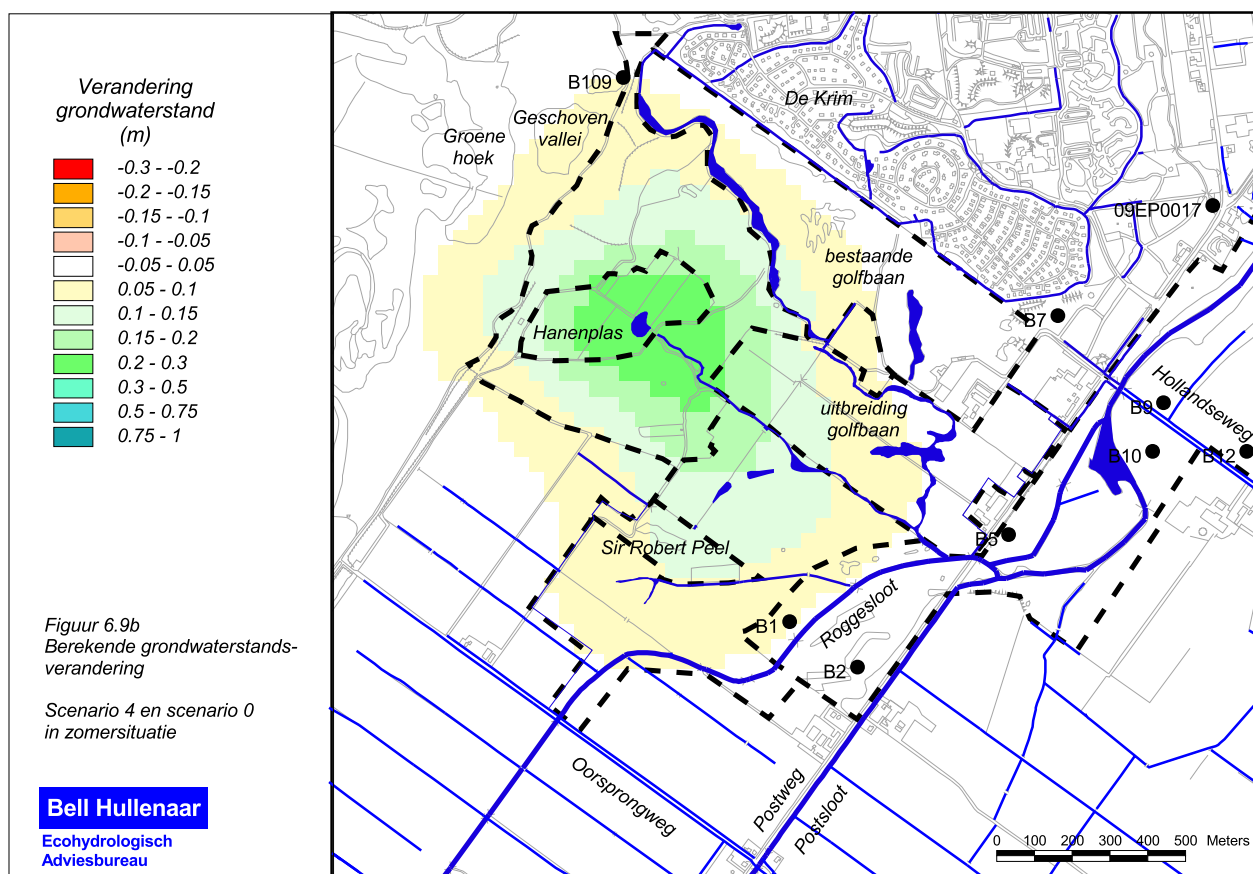 Verandering
grondwaterstand
(m)
-0.3 - -0.2
-0.2 - -0.15
-0.15 - -0.1
-0.1 - -0.05
-0.05 - 0.05
0.05 - 0.1
0.1 - 0.15
0.15 - 0.2
0.2 - 0.3
0.3 - 0.5
0.5 - 0.75
0.75 - 1
Figuur 6.9b
Berekende grondwaterstands-
verandering
Scenario 4 en scenario 0
in zomersituatie
Bell Hullenaar
Ecohydrologisch
Adviesbureau
B109
De Krim
Geschoven
vallei
Groene
hoek
09EP0017
bestaande
golfbaan
B7
Hanenplas
Hollandseweg
B9
uitbreiding
golfbaan
B10
B12
B5
Sir Robert Peel
B1
Roggesloot
B2
Oorsprongweg
Postweg
Postsloot
0 100 200 300 400 500 Meters